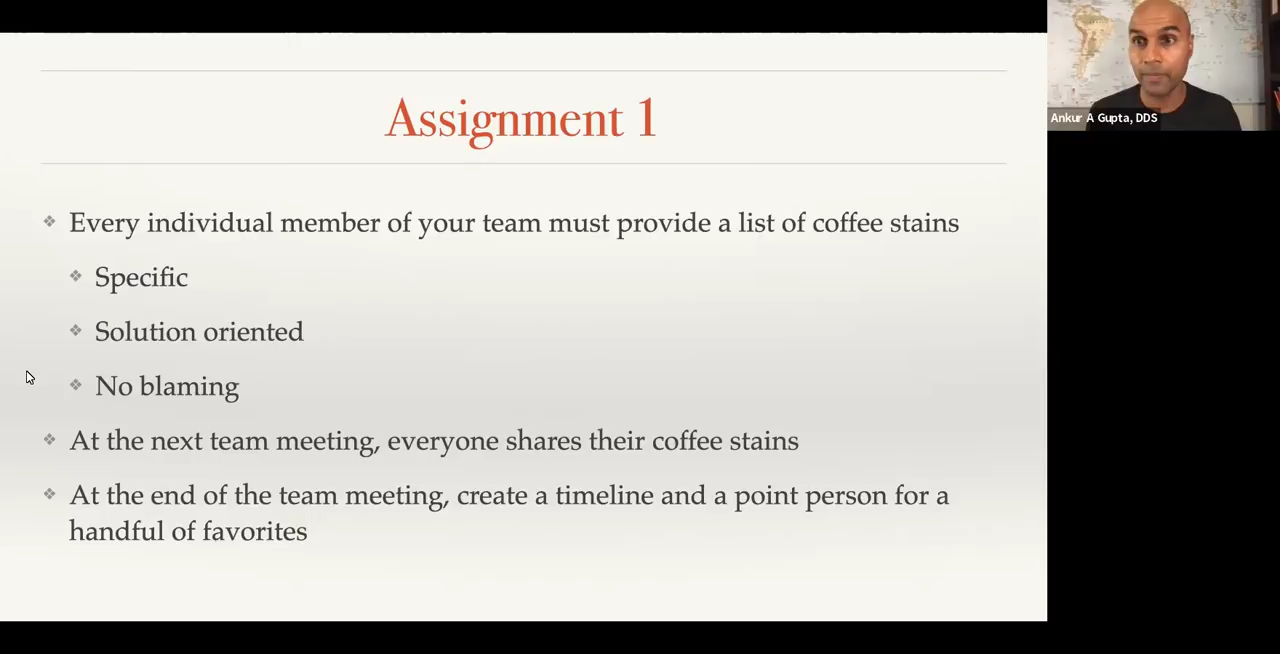 Assignment 1
Every individual member of your team must provide a list of coffee stains
Specific
Solution oriented
No blaming
At the next team meeting, everyone shares their coffee stains
At the end of the team meeting, create a timeline and a point person for a
handful of favorites
Ankur A Gupta, DDS